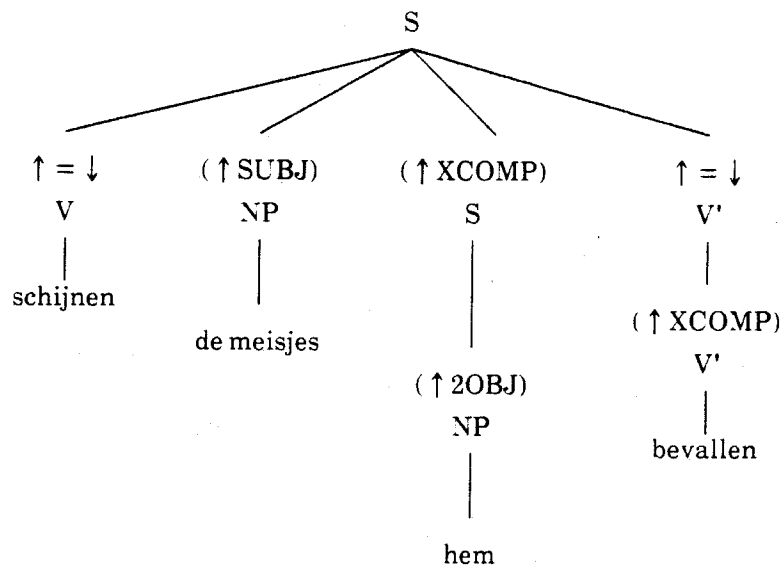 S
↑ = ↓ (↑SUBJ) (↑XCOMP) ↑ = ↓
V NP S V'
schijnen
(↑XCOMP)
de meisjes
V'
(↑2OBJ)
NP
bevallen
hem